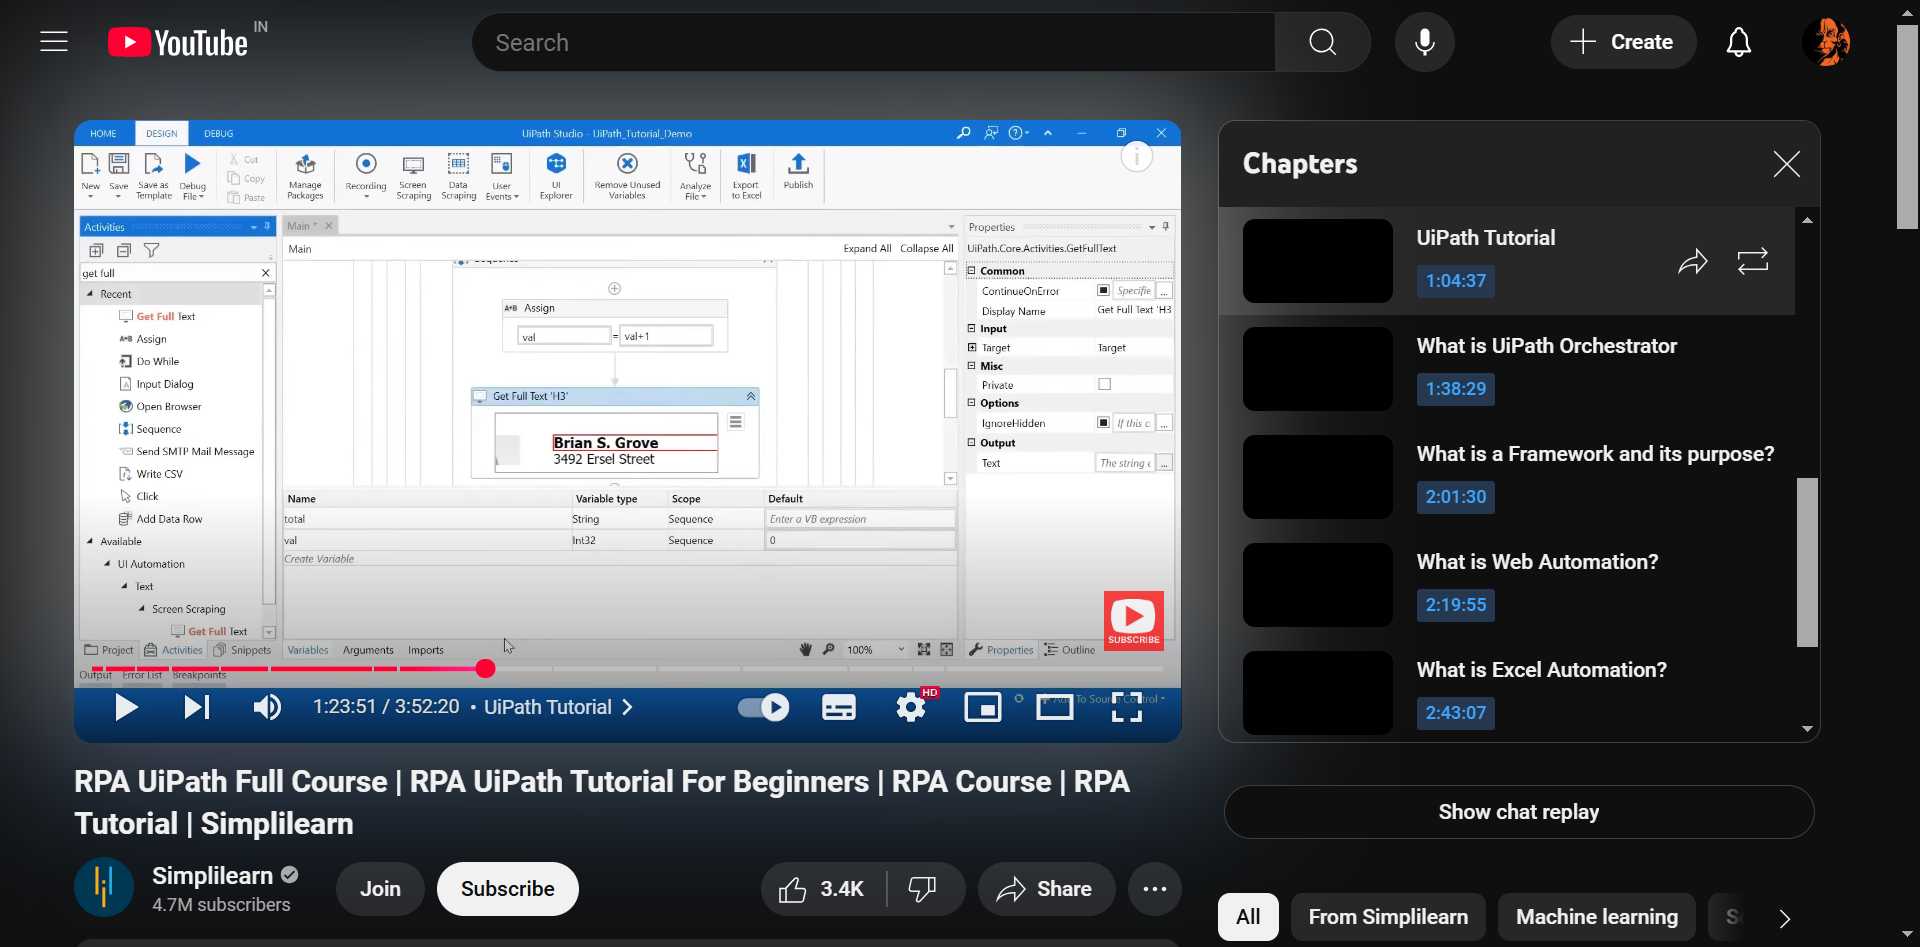 YouTube IN
Search
Create
HOME DESIGN DEBUG UiPath Studio - UiPath_Tutorial_Demo
New Save Save as Template Debug File Cut Copy Paste Manage Packages Recording Screen Scraping Data Scraping User Events UI Explorer Remove Unused Variables Analyze File Export to Excel Publish
Activities
get full
Recent
Get Full Text
Assign
Do While
Input Dialog
Open Browser
Sequence
Send SMTP Mail Message
Write CSV
Click
Add Data Row
Available
UI Automation
Text
Screen Scraping
Get Full Text
Project Activities Snippets
Output Error List Breakpoints
Main *
Main Expand All Collapse All
Sequence
A+B Assign
val = val+1
Get Full Text 'H3'
Brian S. Grove
3492 Ersel Street
Name Variable type Scope Default
total String Sequence Enter a VB expression
val Int32 Sequence 0
Create Variable
Variables Arguments Imports 100%
Properties
UiPath.Core.Activities.GetFullText
Common
ContinueOnError Specifie ...
Display Name Get Full Text 'H3
Input
Target Target
Misc
Private
Options
IgnoreHidden If this c ...
Output
Text The string ...
SUBSCRIBE
Properties Outline
Add To Source Control
1:23:51 / 3:52:20 • UiPath Tutorial
HD
RPA UiPath Full Course | RPA UiPath Tutorial For Beginners | RPA Course | RPA
Tutorial | Simplilearn
Simplilearn
4.7M subscribers
Join Subscribe 3.4K Share
Chapters
UiPath Tutorial
1:04:37
What is UiPath Orchestrator
1:38:29
What is a Framework and its purpose?
2:01:30
What is Web Automation?
2:19:55
What is Excel Automation?
2:43:07
Show chat replay
All From Simplilearn Machine learning